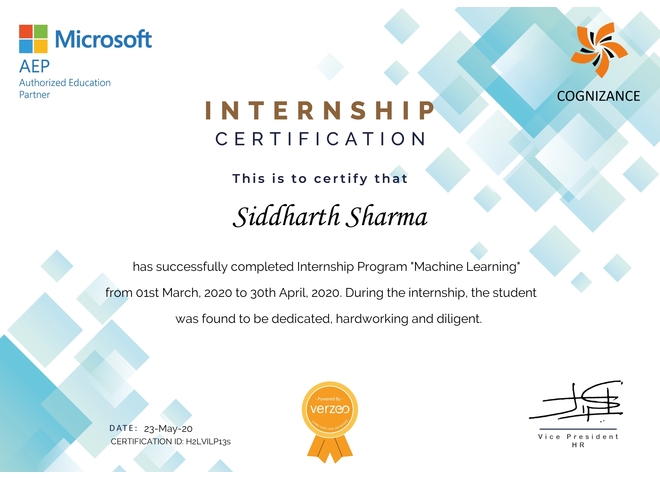 Microsoft
AEP
Authorized Education
Partner
COGNIZANCE
INTERNSHIP
CERTIFICATION
This is to certify that
Siddharth Sharma
has successfully completed Internship Program "Machine Learning"
from 01st March, 2020 to 30th April, 2020. During the internship, the student
was found to be dedicated, hardworking and diligent.
DATE: 23-May-20
CERTIFICATION ID: H2LVILP13s
Powered By
verzeo
Vice President
HR